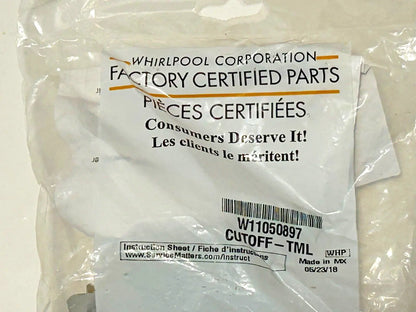 WHIRLPOOL CORPORATION
FACTORY CERTIFIED PARTS
PIÈCES CERTIFIÉES
Consumers Deserve It!
Les clients le méritent!
W11050897
CUTOFF-TML
Instruction Sheet / Fiche d'instructions
www.ServiceMatters.com/instruct
WHP
Made in MX
05/23/18